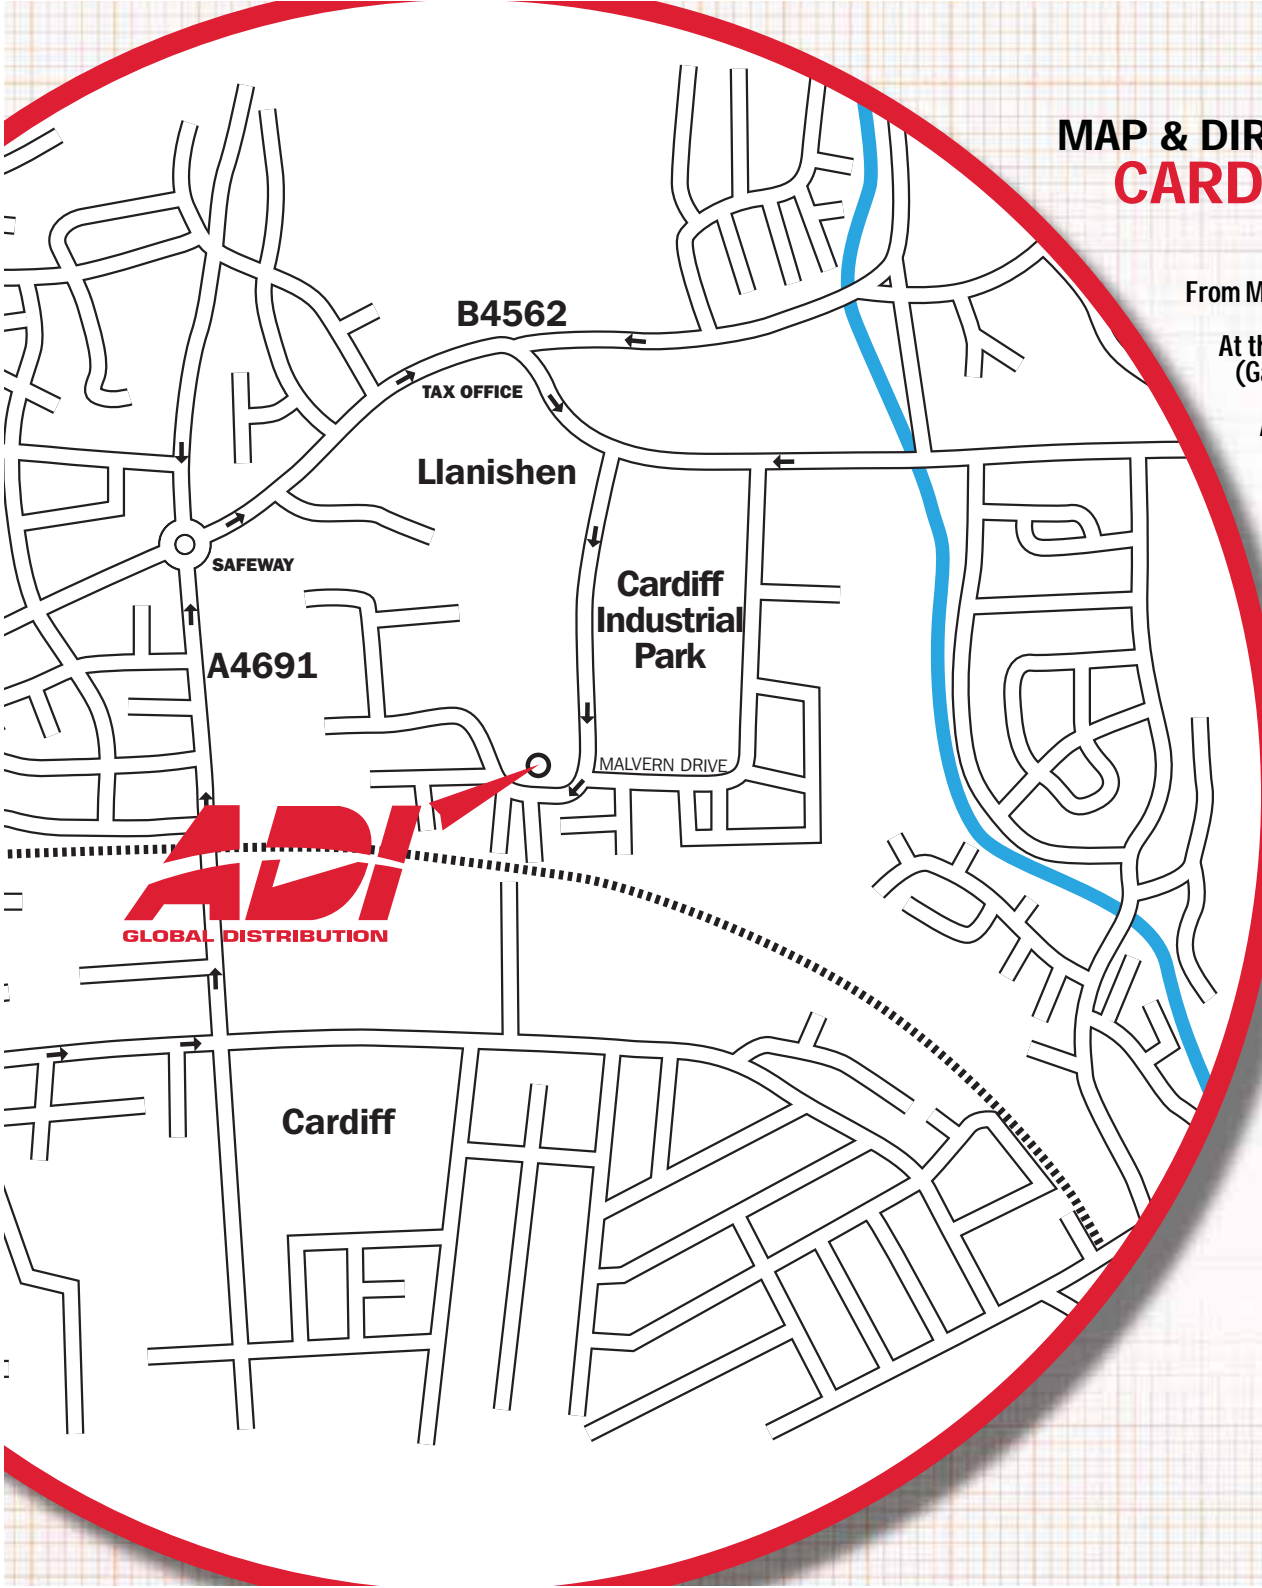 MAP & DIR
CARD
From M
At th
(Ga
B4562
TAX OFFICE
Llanishen
SAFEWAY
Cardiff
Industrial
Park
A4691
MALVERN DRIVE
ADI
GLOBAL DISTRIBUTION
Cardiff